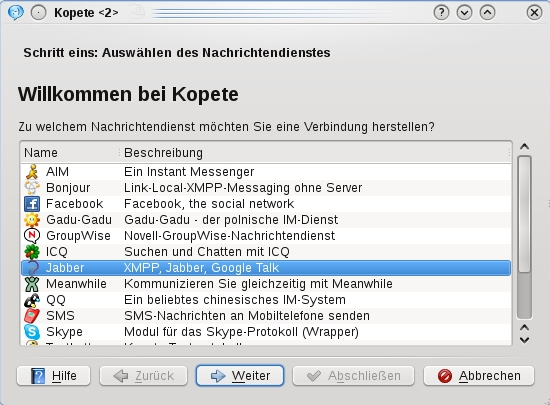 Kopete <2>
Schritt eins: Auswählen des Nachrichtendienstes
Willkommen bei Kopete
Zu welchem Nachrichtendienst möchten Sie eine Verbindung herstellen?
Name Beschreibung
AIM Ein Instant Messenger
Bonjour Link-Local-XMPP-Messaging ohne Server
Facebook Facebook, the social network
Gadu-Gadu Gadu-Gadu - der polnische IM-Dienst
GroupWise Novell-GroupWise-Nachrichtendienst
ICQ Suchen und Chatten mit ICQ
Jabber XMPP, Jabber, Google Talk
Meanwhile Kommunizieren Sie gleichzeitig mit Meanwhile
QQ Ein beliebtes chinesisches IM-System
SMS SMS-Nachrichten an Mobiltelefone senden
Skype Modul für das Skype-Protokoll (Wrapper)
Hilfe Zurück Weiter Abschließen Abbrechen